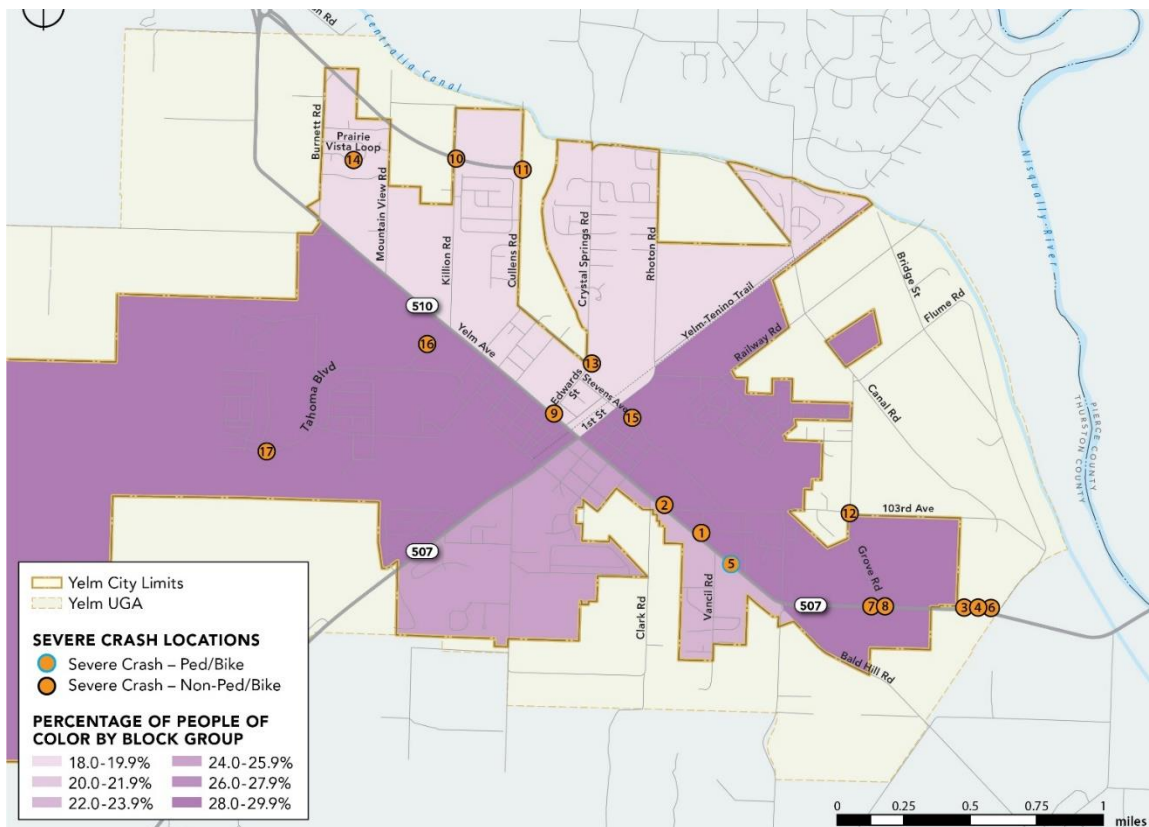 on Rd
Centralia Canal
Burnett Rd
Prairie
Vista Loop
14
Mountain View Rd
10
11
Killion Rd
Cullens Rd
Crystal Springs Rd
Rhoton Rd
Nisqually River
Bridge St
Flume Rd
Yelm-Tenino Trail
Railway Rd
510
16
Yelm Ave
13
Edwards
St
Stevens Ave
Canal Rd
Tahoma Blvd
9
1st St
15
PIERCE COUNTY
THURSTON COUNTY
17
2
12
103rd Ave
1
507
5
Grove Rd
Vancil Rd
Clark Rd
507
7
8
3
4
6
Bald Hill Rd
Yelm City Limits
Yelm UGA
SEVERE CRASH LOCATIONS
Severe Crash – Ped/Bike
Severe Crash – Non-Ped/Bike
PERCENTAGE OF PEOPLE OF
COLOR BY BLOCK GROUP
18.0-19.9%
20.0-21.9%
22.0-23.9%
24.0-25.9%
26.0-27.9%
28.0-29.9%
0 0.25 0.5 0.75 1
miles